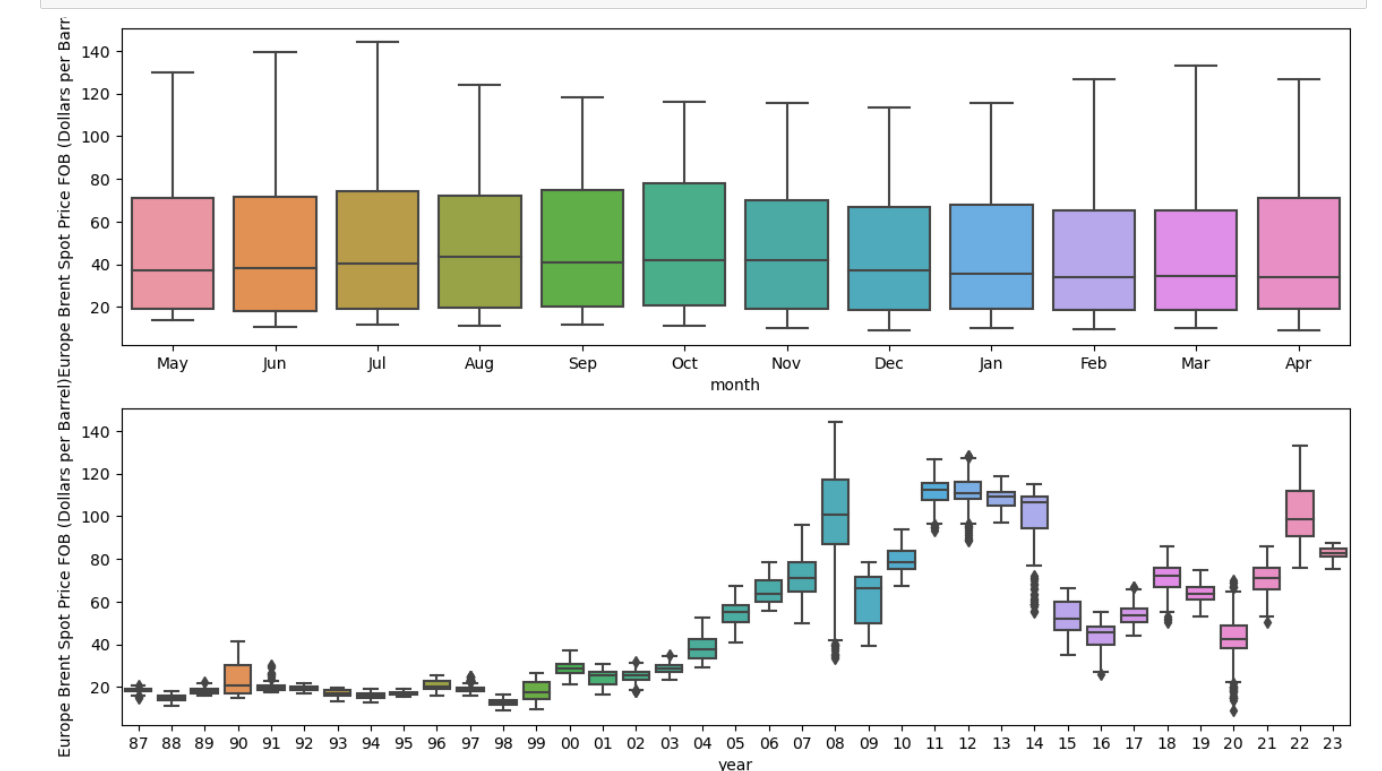 Europe Brent Spot Price FOB (Dollars per Barr
140
120
100
80
60
40
20
May Jun Jul Aug Sep Oct Nov Dec Jan Feb Mar Apr
month
Europe Brent Spot Price FOB (Dollars per Barrel)
140
120
100
80
60
40
20
87 88 89 90 91 92 93 94 95 96 97 98 99 00 01 02 03 04 05 06 07 08 09 10 11 12 13 14 15 16 17 18 19 20 21 22 23
year